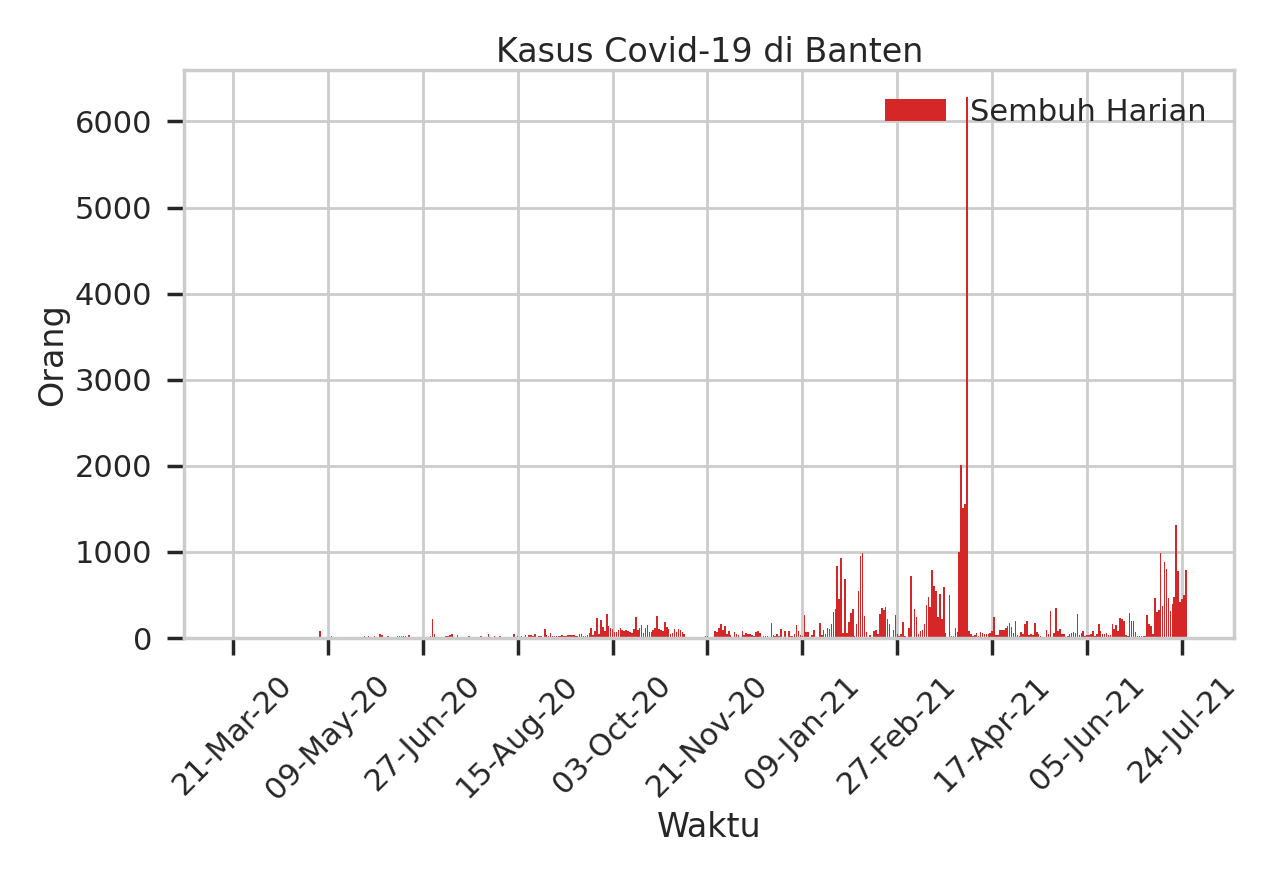 Kasus Covid-19 di Banten
Sembuh Harian
6000
5000
4000
3000
2000
1000
0
Orang
21-Mar-20
09-May-20
27-Jun-20
15-Aug-20
03-Oct-20
21-Nov-20
09-Jan-21
27-Feb-21
17-Apr-21
05-Jun-21
24-Jul-21
Waktu